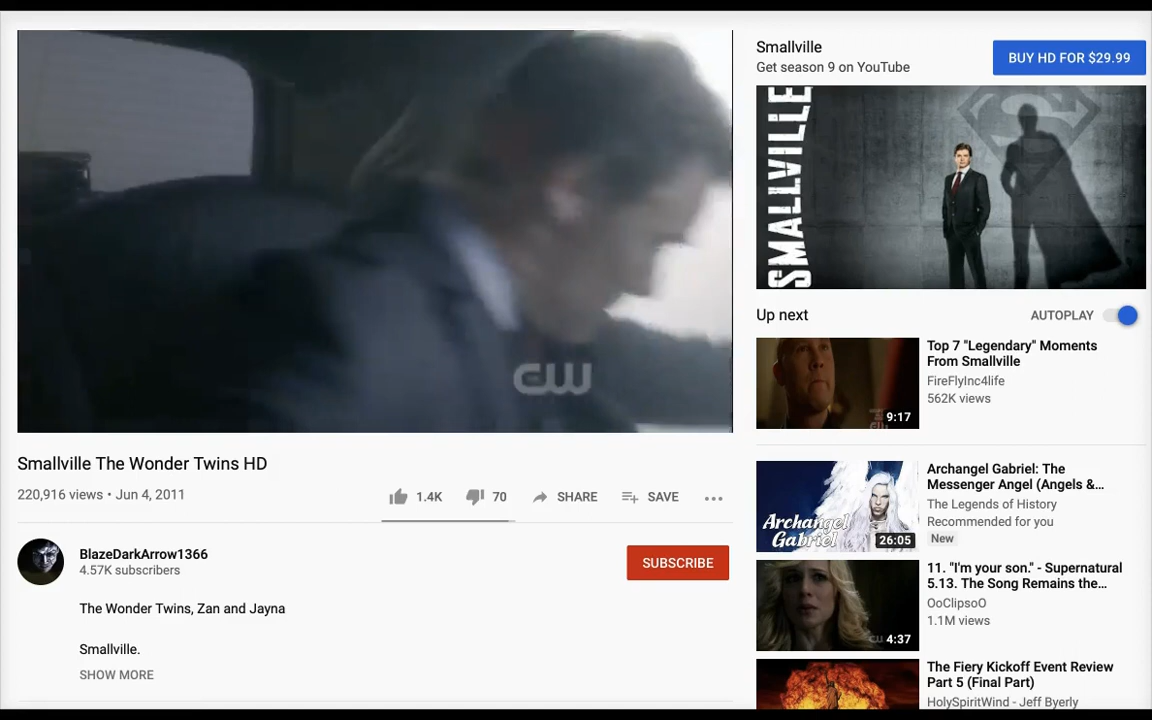 CW
Smallville The Wonder Twins HD
220,916 views • Jun 4, 2011
1.4K
70
SHARE
SAVE
BlazeDarkArrow1366
4.57K subscribers
SUBSCRIBE
The Wonder Twins, Zan and Jayna
Smallville.
SHOW MORE
Smallville
Get season 9 on YouTube
BUY HD FOR $29.99
SMALLVILLE
S
Up next
AUTOPLAY
9:17
Top 7 "Legendary" Moments
From Smallville
FireFlyInc4life
562K views
Archangel
Gabriel
26:05
Archangel Gabriel: The
Messenger Angel (Angels &...
The Legends of History
Recommended for you
New
CW
4:37
11. "I'm your son." - Supernatural
5.13. The Song Remains the...
OoClipsoO
1.1M views
The Fiery Kickoff Event Review
Part 5 (Final Part)
HolySpiritWind - Jeff Byerly